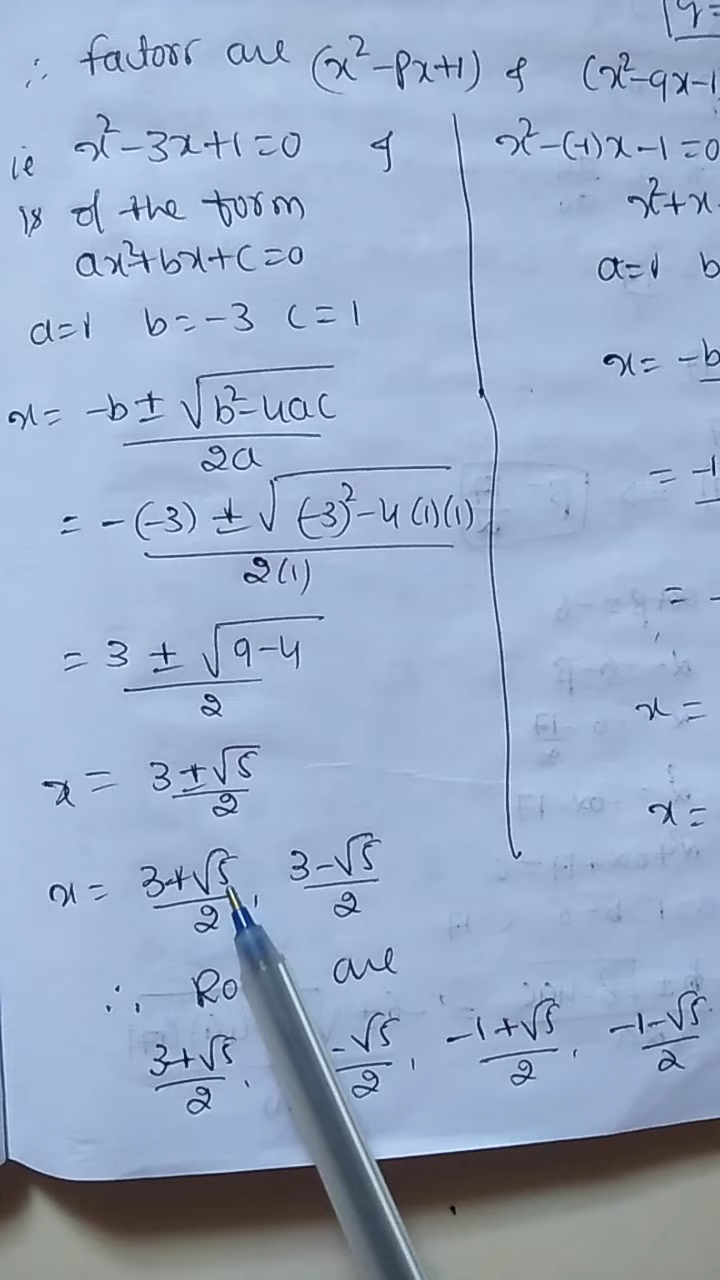 ∴ factors are (x²-px+1) & (x²-qx-1
ie x²-3x+1=0 &
is of the form
ax²+bx+c=0
a=1 b=-3 c=1
x= -b±√b²-4ac
2a
= -(-3) ±√(-3)²-4(1)(1)
2(1)
= 3 ± √9-4
2
x = 3±√5
2
x = 3+√5 , 3-√5
2 2
x²-(-1)x-1=0
x²+x
a=1 b
x= -b
= -1
= -
x=
x=
∴ are
3+√5 , -√5 , -1+√5 , -1-√5
2 2 2 2